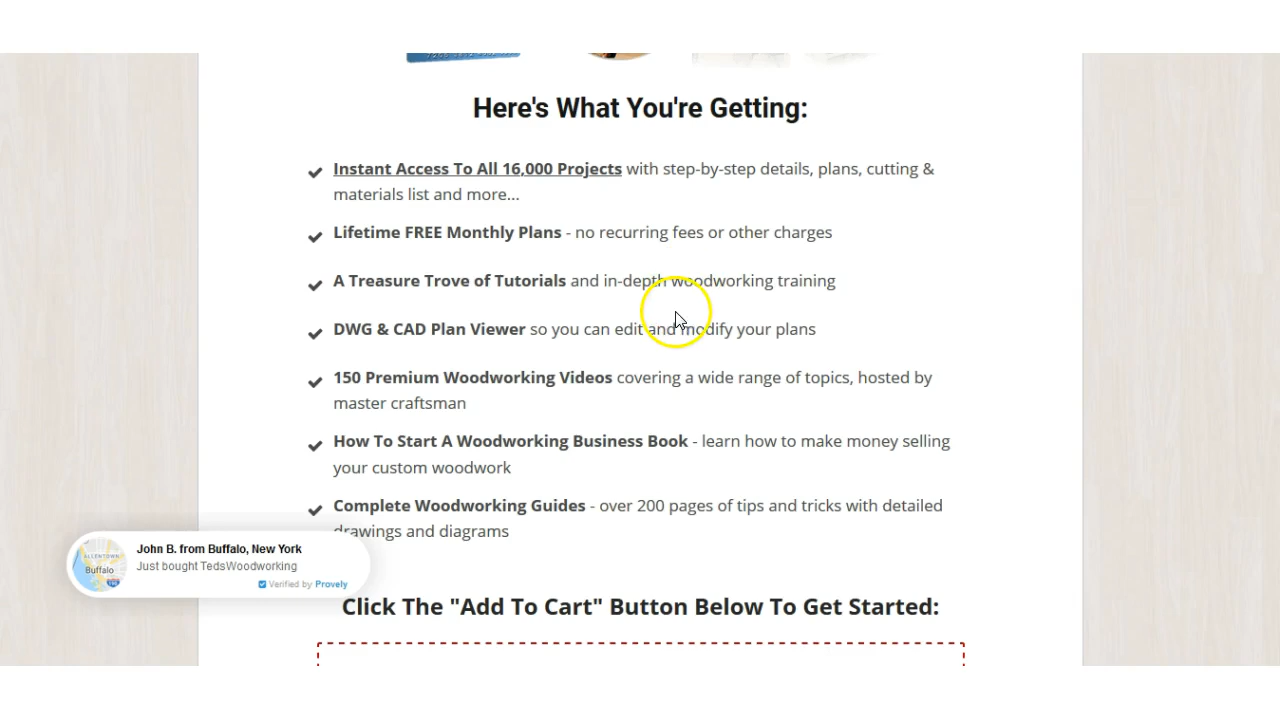 Here's What You're Getting:
Instant Access To All 16,000 Projects with step-by-step details, plans, cutting &
materials list and more...
Lifetime FREE Monthly Plans - no recurring fees or other charges
A Treasure Trove of Tutorials and in-depth woodworking training
DWG & CAD Plan Viewer so you can edit and modify your plans
150 Premium Woodworking Videos covering a wide range of topics, hosted by
master craftsman
How To Start A Woodworking Business Book - learn how to make money selling
your custom woodwork
Complete Woodworking Guides - over 200 pages of tips and tricks with detailed
drawings and diagrams
John B. from Buffalo, New York
Just bought TedsWoodworking
Verified by Provely
ALLENTOWN
Buffalo
Click The "Add To Cart" Button Below To Get Started: